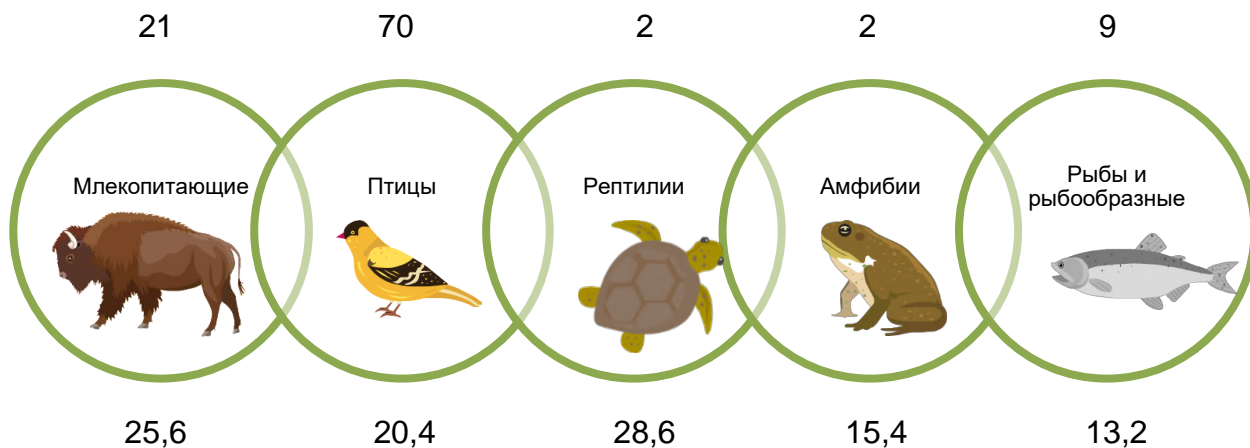 21 70 2 2 9
Млекопитающие Птицы Рептилии Амфибии Рыбы и
рыбообразные
25,6 20,4 28,6 15,4 13,2